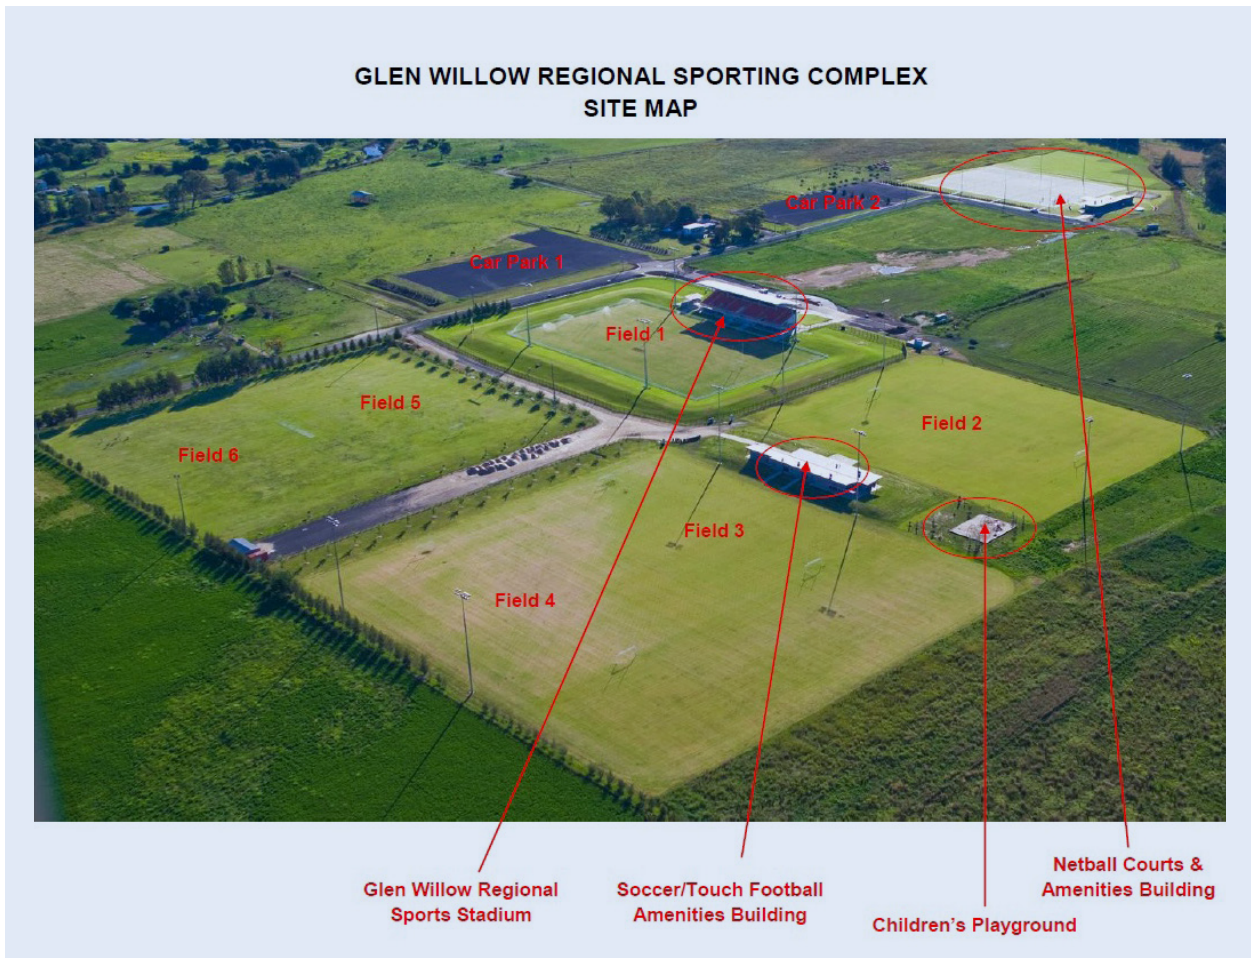 GLEN WILLOW REGIONAL SPORTING COMPLEX
SITE MAP
Car Park 2
Car Park 1
Field 1
Field 5
Field 2
Field 6
Field 3
Field 4
Glen Willow Regional
Sports Stadium
Soccer/Touch Football
Amenities Building
Children's Playground
Netball Courts &
Amenities Building